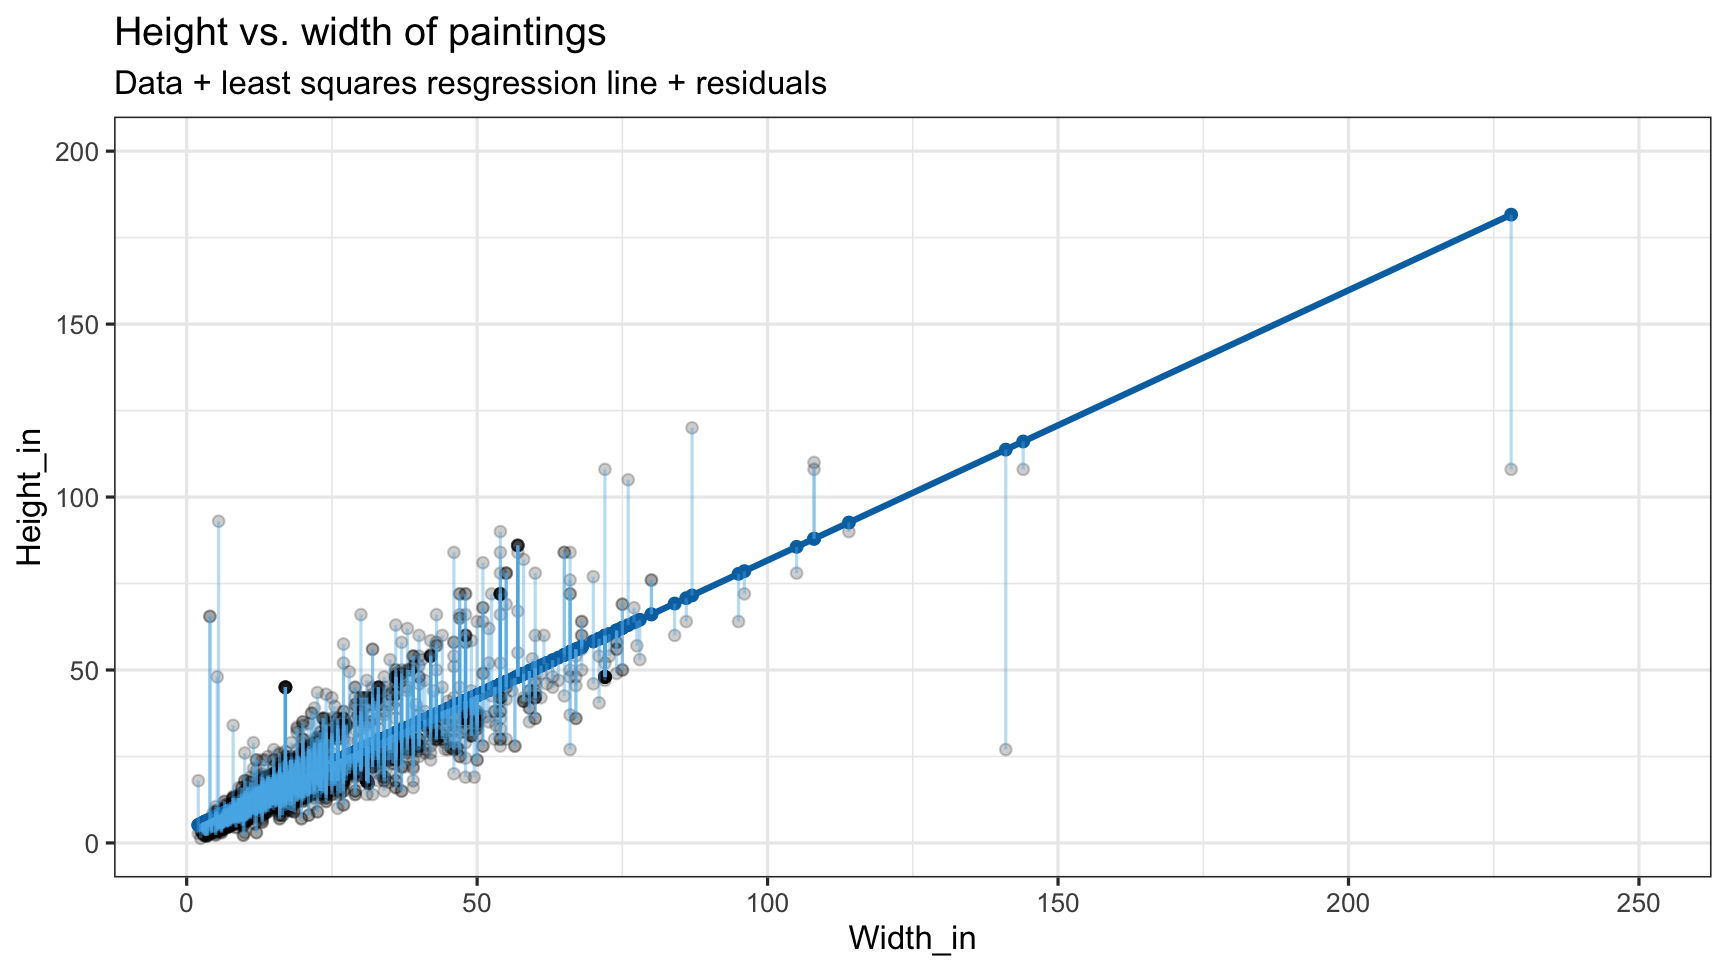 Height vs. width of paintings
Data + least squares resgression line + residuals
200
150
100
50
0
Height_in
0 50 100 150 200 250
Width_in